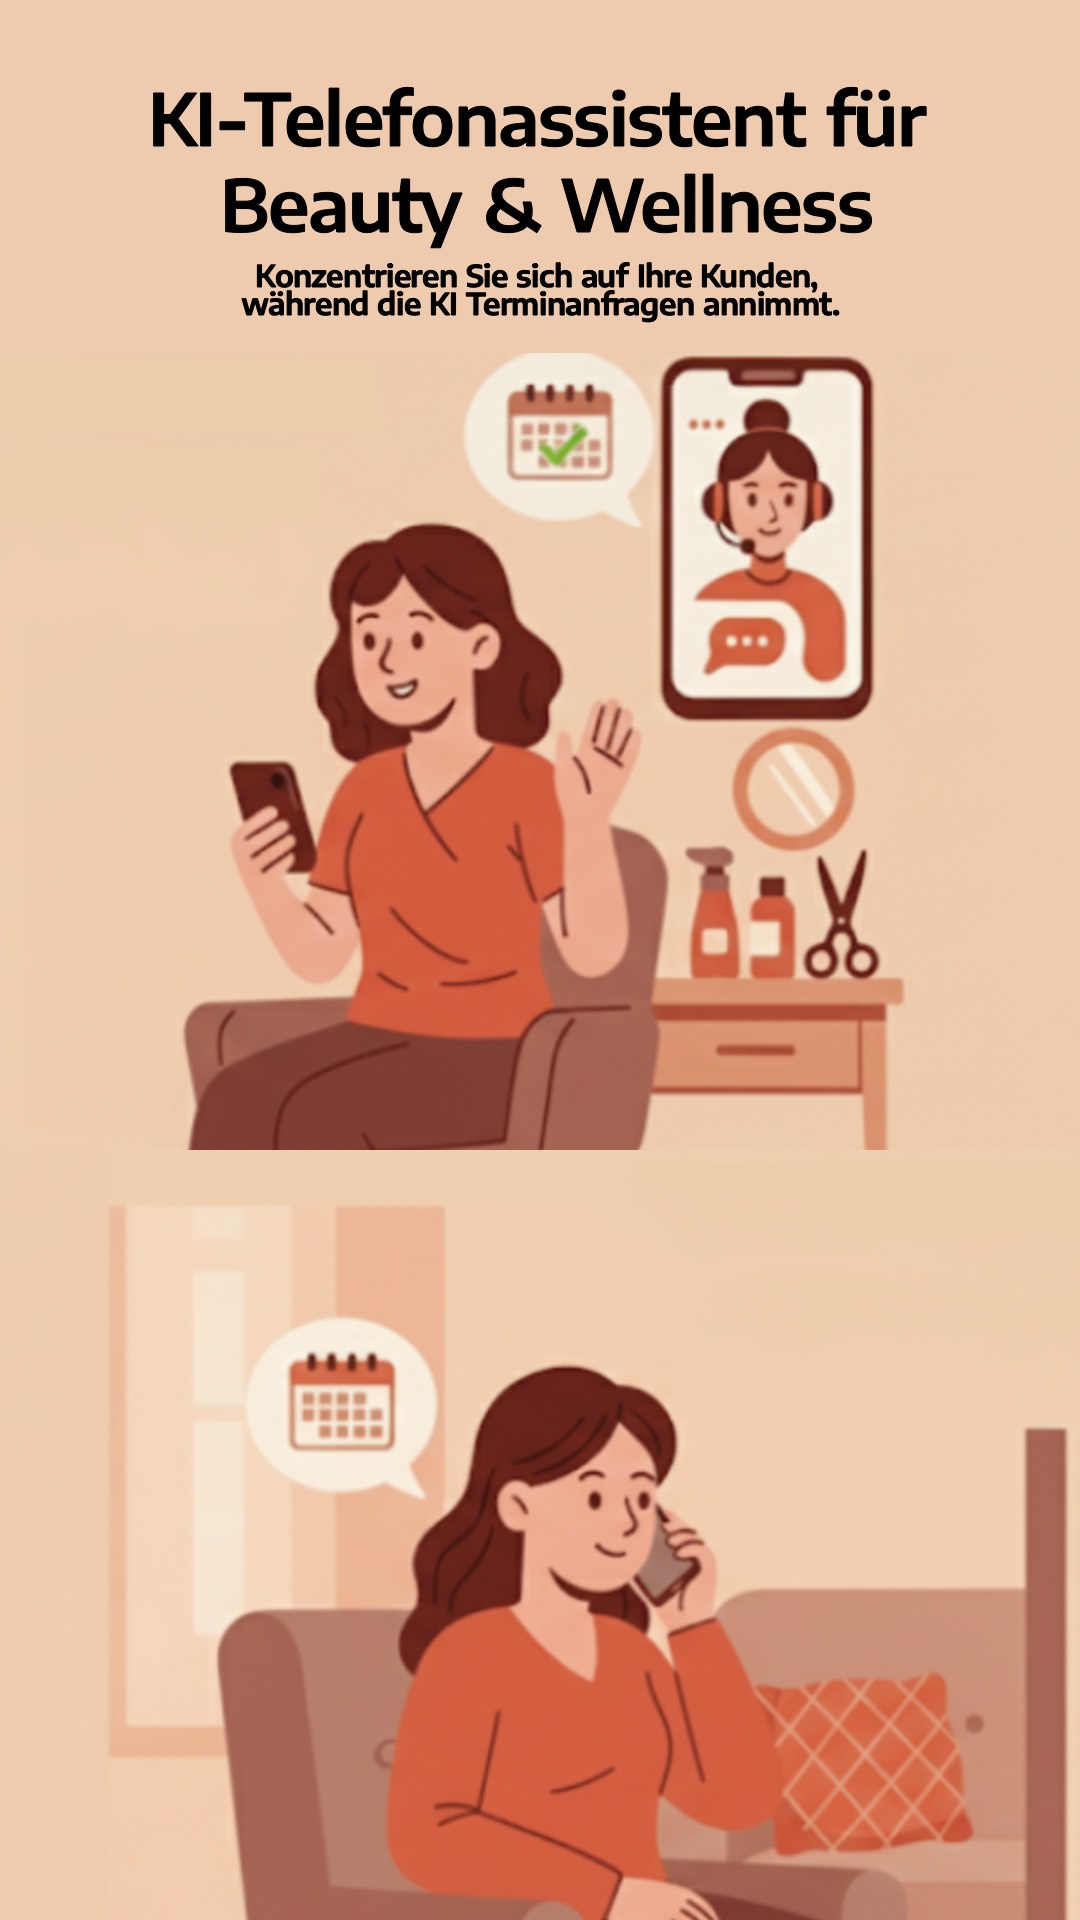 KI-Telefonassistent für
Beauty & Wellness
Konzentrieren Sie sich auf Ihre Kunden,
während die KI Terminanfragen annimmt.